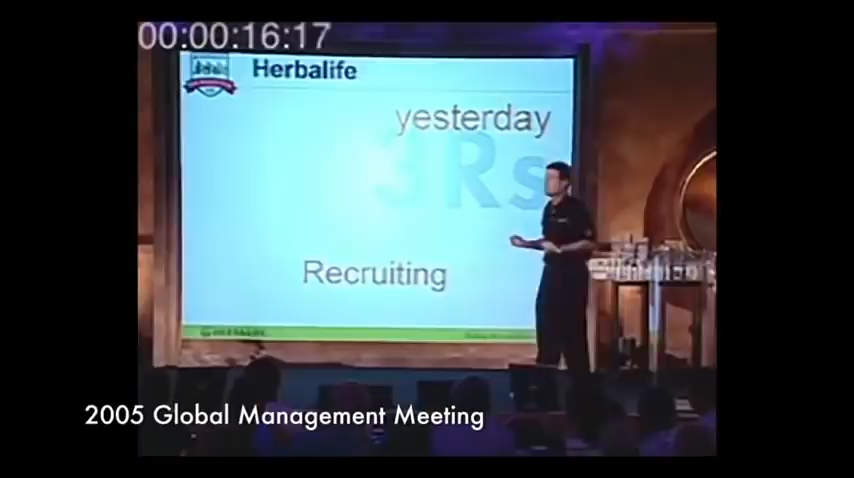 00:00:16:17
Herbalife
yesterday
3Rs
Recruiting
2005 Global Management Meeting